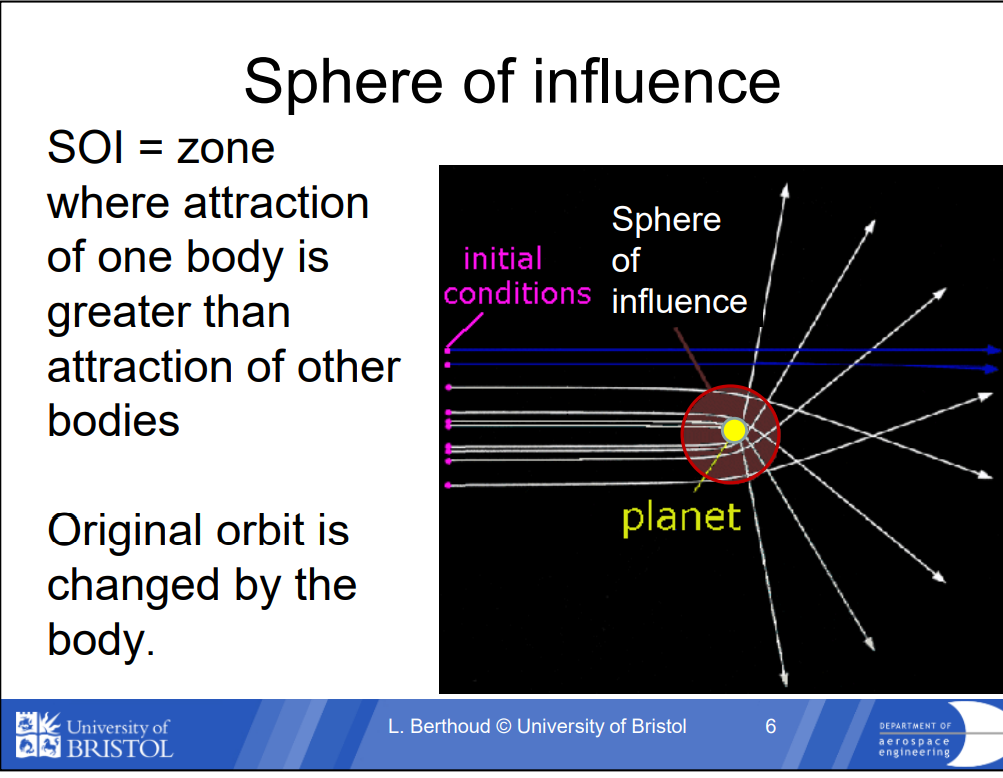 Sphere of influence
SOI = zone
where attraction
of one body is
greater than
attraction of other
bodies
Original orbit is
changed by the
body.
initial
conditions
Sphere
of
influence
planet
University of
BRISTOL
L. Berthoud © University of Bristol
6
DEPARTMENT OF
aerospace
engineering